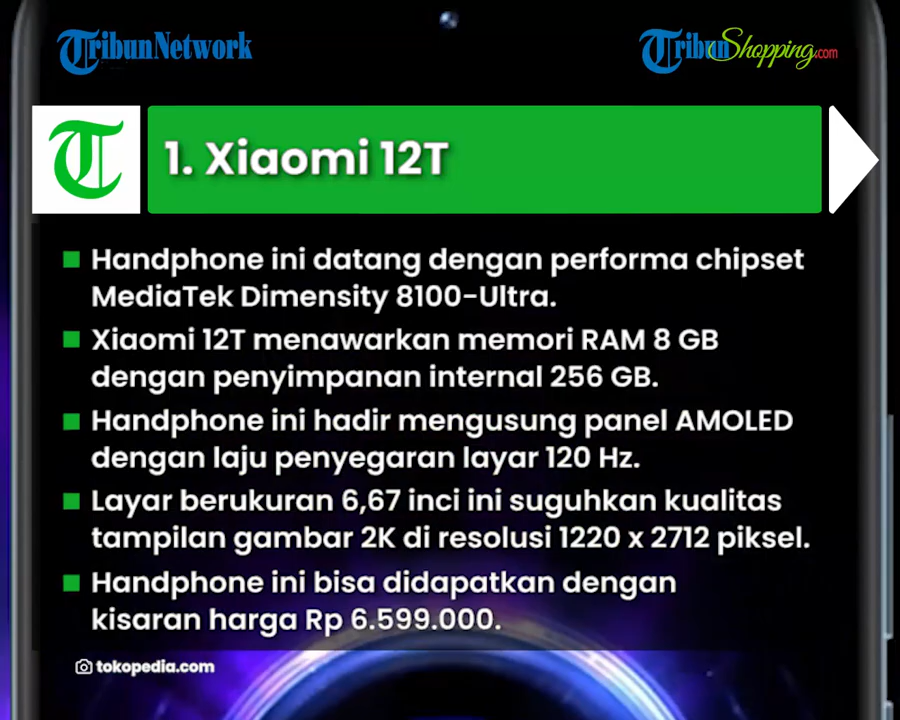 TribunNetwork
TribunShopping.com
T
1. Xiaomi 12T
Handphone ini datang dengan performa chipset
MediaTek Dimensity 8100-Ultra.
Xiaomi 12T menawarkan memori RAM 8 GB
dengan penyimpanan internal 256 GB.
Handphone ini hadir mengusung panel AMOLED
dengan laju penyegaran layar 120 Hz.
Layar berukuran 6,67 inci ini suguhkan kualitas
tampilan gambar 2K di resolusi 1220 x 2712 piksel.
Handphone ini bisa didapatkan dengan
kisaran harga Rp 6.599.000.
tokopedia.com